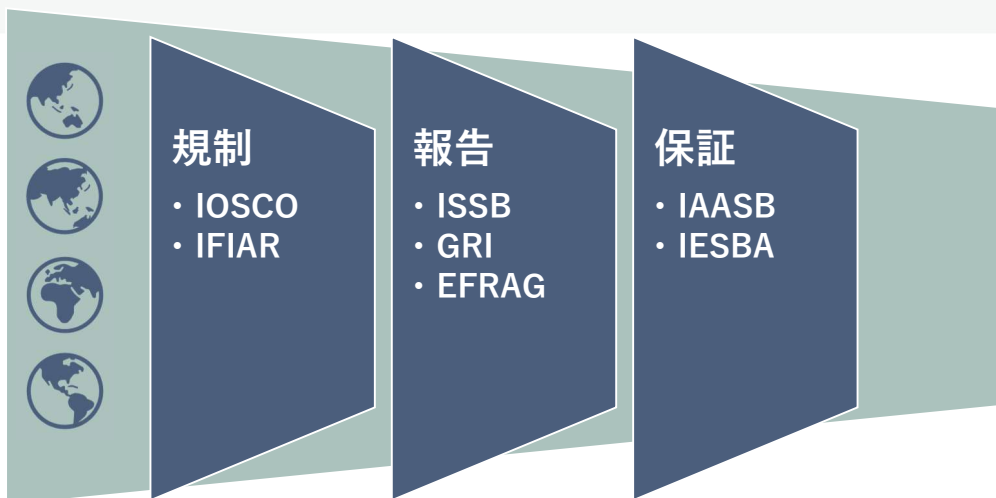 規制
・IOSCO
・IFIAR
報告
・ISSB
・GRI
・EFRAG
保証
・IAASB
・IESBA